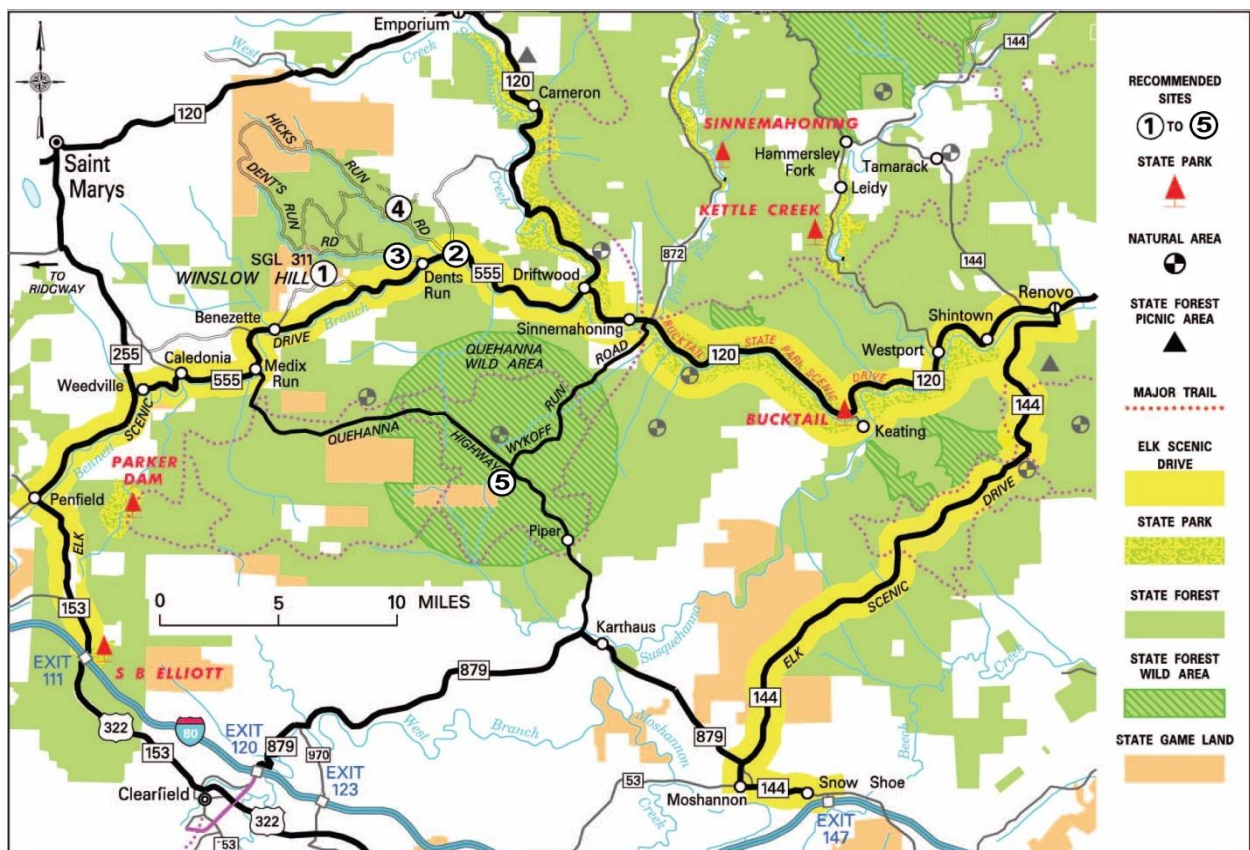 Emporium
West
Creek
Sinnemahoning
120
Cameron
144
SINNEMAHONING
Hammersley
Fork
Tamarack
Leidy
KETTLE CREEK
120
Saint
Marys
HICKS
RUN
RD
DENT'S
RUN
RD
4
Creek
SGL 311
WINSLOW HILL
1
3
2
Dents
Run
555
Driftwood
872
Fork
144
Renovo
TO
RIDGWAY
Benezette
DRIVE
Branch
Sinnemahoning
Shintown
Westport
255
Caledonia
Weedville
555
Medix
Run
QUEHANNA
WILD AREA
ROAD
RUN
WYKOFF
BUCKTAIL
STATE PARK
SCENIC
DRIVE
120
120
144
SCENIC
Bennett
QUEHANNA
HIGHWAY
BUCKTAIL
Keating
PARKER
DAM
Penfield
5
DRIVE
ELK
Piper
SCENIC
153
0
5
10
MILES
Karthaus
Susquehanna
Creek
EXIT
111
S B ELLIOTT
879
ELK
322
80
West
Branch
Moshannon
144
Beech
153
EXIT
120
879
970
EXIT
123
879
Creek
53
Moshannon
144
Snow Shoe
EXIT
147
Clearfield
322
RECOMMENDED
SITES
1 TO 5
STATE PARK
NATURAL AREA
STATE FOREST
PICNIC AREA
MAJOR TRAIL
ELK SCENIC
DRIVE
STATE PARK
STATE FOREST
STATE FOREST
WILD AREA
STATE GAME LAND